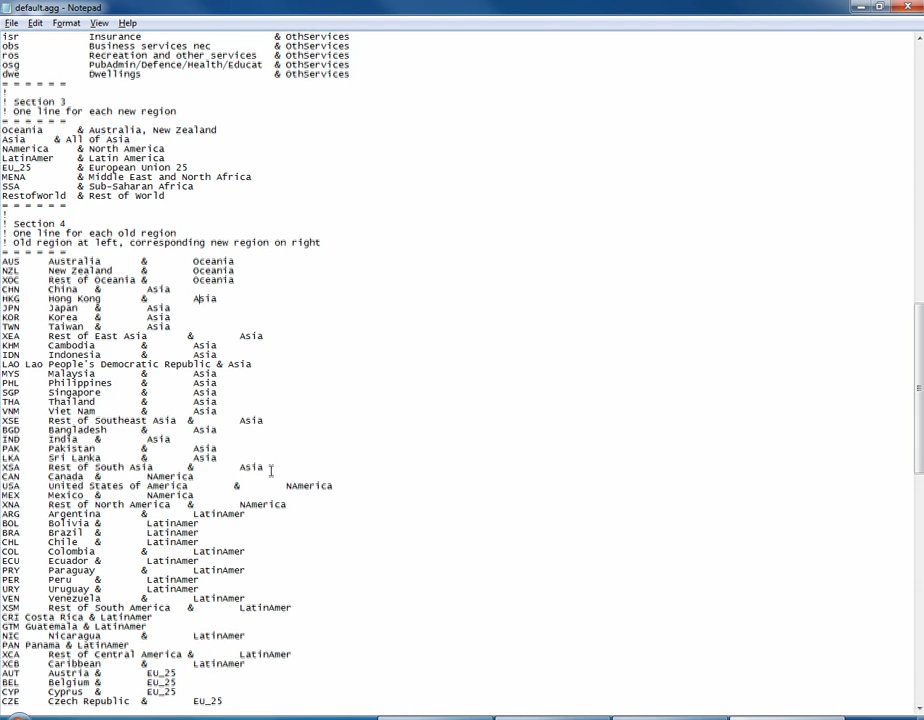 default.agg - Notepad
File Edit Format View Help
isr Insurance & OthServices
obs Business services nec & OthServices
ros Recreation and other services & OthServices
osg PubAdmin/Defence/Health/Educat & OthServices
dwe Dwellings & OthServices
= = = = = =
!
! Section 3
! One line for each new region
= = = = = =
Oceania & Australia, New Zealand
Asia & All of Asia
NAmerica & North America
LatinAmer & Latin America
EU_25 & European Union 25
MENA & Middle East and North Africa
SSA & Sub-Saharan Africa
RestofWorld & Rest of World
= = = = = =
!
! Section 4
! One line for each old region
! Old region at left, corresponding new region on right
= = = = = =
AUS Australia & Oceania
NZL New Zealand & Oceania
XOC Rest of Oceania & Oceania
CHN China & Asia
HKG Hong Kong & Asia
JPN Japan & Asia
KOR Korea & Asia
TWN Taiwan & Asia
XEA Rest of East Asia & Asia
KHM Cambodia & Asia
IDN Indonesia & Asia
LAO Lao People's Democratic Republic & Asia
MYS Malaysia & Asia
PHL Philippines & Asia
SGP Singapore & Asia
THA Thailand & Asia
VNM Viet Nam & Asia
XSE Rest of Southeast Asia & Asia
BGD Bangladesh & Asia
IND India & Asia
PAK Pakistan & Asia
LKA Sri Lanka & Asia
XSA Rest of South Asia & Asia
CAN Canada & NAmerica
USA United States of America & NAmerica
MEX Mexico & NAmerica
XNA Rest of North America & NAmerica
ARG Argentina & LatinAmer
BOL Bolivia & LatinAmer
BRA Brazil & LatinAmer
CHL Chile & LatinAmer
COL Colombia & LatinAmer
ECU Ecuador & LatinAmer
PRY Paraguay & LatinAmer
PER Peru & LatinAmer
URY Uruguay & LatinAmer
VEN Venezuela & LatinAmer
XSM Rest of South America & LatinAmer
CRI Costa Rica & LatinAmer
GTM Guatemala & LatinAmer
NIC Nicaragua & LatinAmer
PAN Panama & LatinAmer
XCA Rest of Central America & LatinAmer
XCB Caribbean & LatinAmer
AUT Austria & EU_25
BEL Belgium & EU_25
CYP Cyprus & EU_25
CZE Czech Republic & EU_25